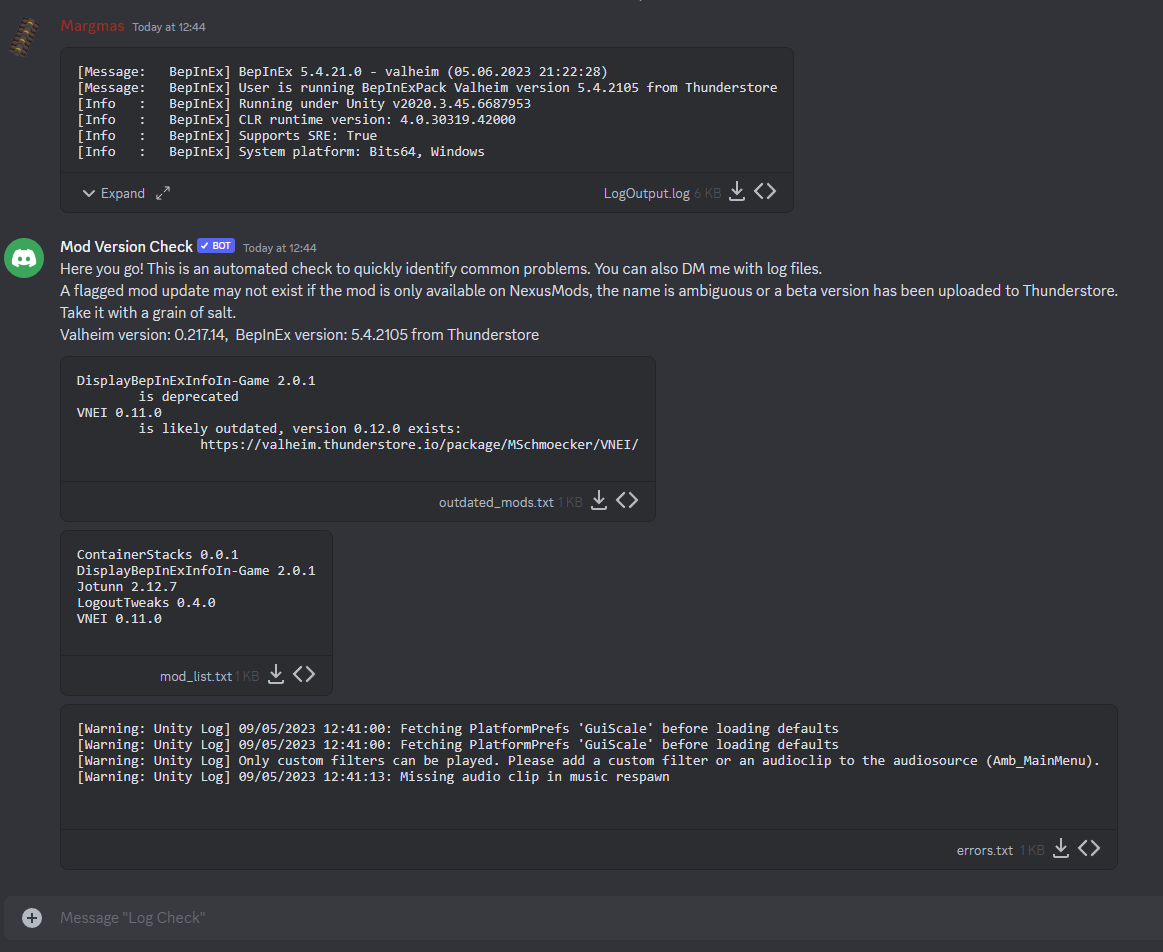 Margmas Today at 12:44
[Message:   BepInEx] BepInEx 5.4.21.0 - valheim (05.06.2023 21:22:28)
[Message:   BepInEx] User is running BepInExPack Valheim version 5.4.2105 from Thunderstore
[Info   :   BepInEx] Running under Unity v2020.3.45.6687953
[Info   :   BepInEx] CLR runtime version: 4.0.30319.42000
[Info   :   BepInEx] Supports SRE: True
[Info   :   BepInEx] System platform: Bits64, Windows
Expand LogOutput.log 6 KB
Mod Version Check BOT Today at 12:44
Here you go! This is an automated check to quickly identify common problems. You can also DM me with log files.
A flagged mod update may not exist if the mod is only available on NexusMods, the name is ambiguous or a beta version has been uploaded to Thunderstore.
Take it with a grain of salt.
Valheim version: 0.217.14,  BepInEx version: 5.4.2105 from Thunderstore
DisplayBepInExInfoIn-Game 2.0.1
        is deprecated
VNEI 0.11.0
        is likely outdated, version 0.12.0 exists:
                https://valheim.thunderstore.io/package/MSchmoecker/VNEI/
outdated_mods.txt 1 KB
ContainerStacks 0.0.1
DisplayBepInExInfoIn-Game 2.0.1
Jotunn 2.12.7
LogoutTweaks 0.4.0
VNEI 0.11.0
mod_list.txt 1 KB
[Warning: Unity Log] 09/05/2023 12:41:00: Fetching PlatformPrefs 'GuiScale' before loading defaults
[Warning: Unity Log] 09/05/2023 12:41:00: Fetching PlatformPrefs 'GuiScale' before loading defaults
[Warning: Unity Log] Only custom filters can be played. Please add a custom filter or an audioclip to the audiosource (Amb_MainMenu).
[Warning: Unity Log] 09/05/2023 12:41:13: Missing audio clip in music respawn
errors.txt 1 KB
Message "Log Check"